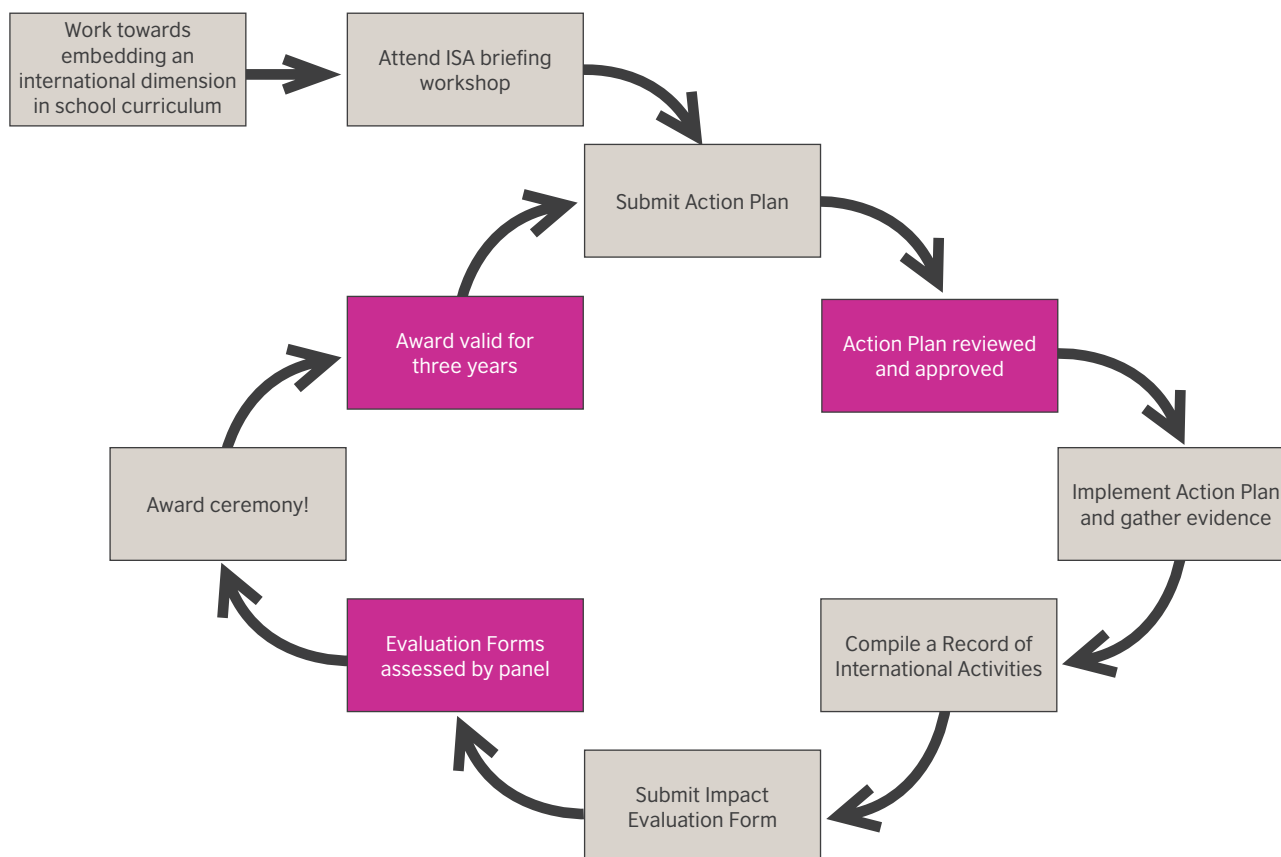 Work towards
embedding an
international dimension
in school curriculum
Attend ISA briefing
workshop
Submit Action Plan
Action Plan reviewed
and approved
Implement Action Plan
and gather evidence
Compile a Record of
International Activities
Submit Impact
Evaluation Form
Evaluation Forms
assessed by panel
Award ceremony!
Award valid for
three years